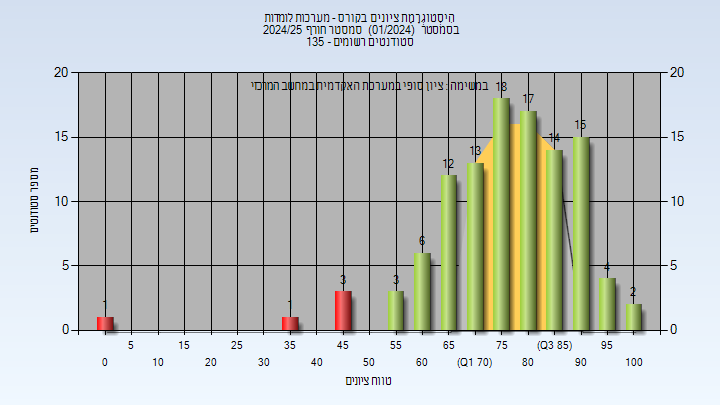 היסטוגרמת ציונים בקורס - מערכות לומדות
בסמסטר (01/2024) סמסטר חורף 2024/25
סטודנטים רשומים - 135
במשימה : ציון סופי במערכת האקדמית במחשב המרכזי
20 20
15 15
10 10
5 5
0 0
מספר סטודנטים
1 1 3 3 6 12 13 18 17 14 15 4 2
5 15 25 35 45 55 65 75 (Q3 85) 95
0 10 20 30 40 50 60 (Q1 70) 80 90 100
טווח ציונים